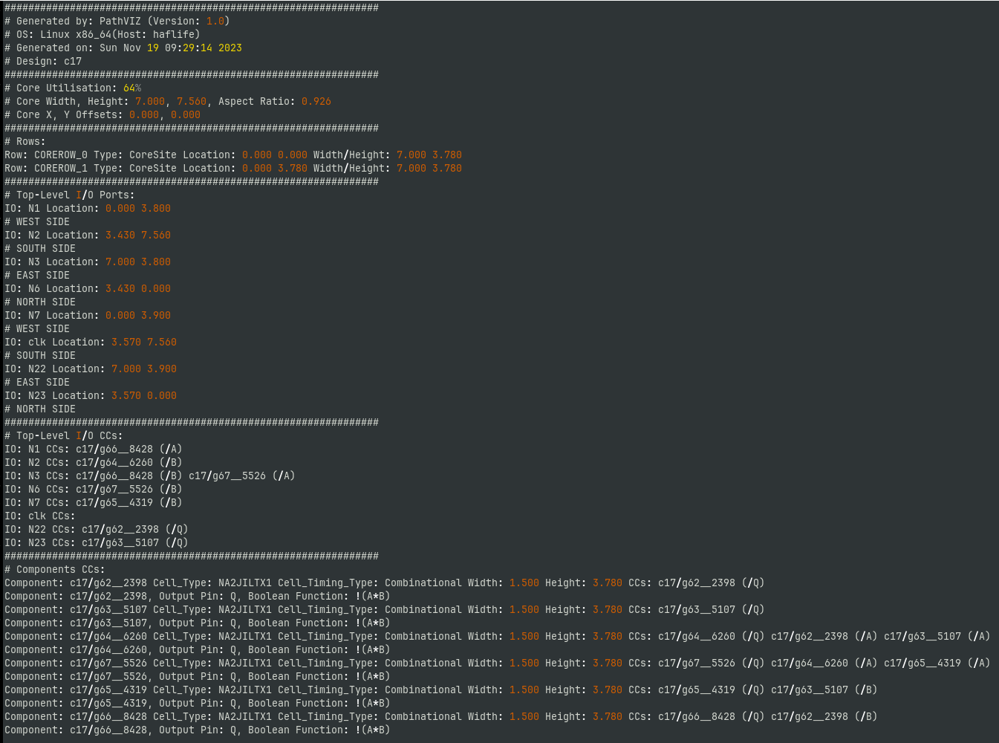 ###############################################################
# Generated by: PathVIZ (Version: 1.0)
# OS: Linux x86_64(Host: haflife)
# Generated on: Sun Nov 19 09:29:14 2023
# Design: c17
###############################################################
# Core Utilisation: 64%
# Core Width, Height: 7.000, 7.560, Aspect Ratio: 0.926
# Core X, Y Offsets: 0.000, 0.000
###############################################################
# Rows:
Row: COREROW_0 Type: CoreSite Location: 0.000 0.000 Width/Height: 7.000 3.780
Row: COREROW_1 Type: CoreSite Location: 0.000 3.780 Width/Height: 7.000 3.780
###############################################################
# Top-Level I/O Ports:
IO: N1 Location: 0.000 3.800
# WEST SIDE
IO: N2 Location: 3.430 7.560
# SOUTH SIDE
IO: N3 Location: 7.000 3.800
# EAST SIDE
IO: N6 Location: 3.430 0.000
# NORTH SIDE
IO: N7 Location: 0.000 3.900
# WEST SIDE
IO: clk Location: 3.570 7.560
# SOUTH SIDE
IO: N22 Location: 7.000 3.900
# EAST SIDE
IO: N23 Location: 3.570 0.000
# NORTH SIDE
###############################################################
# Top-Level I/O CCs:
IO: N1 CCs: c17/g66__8428 (/A)
IO: N2 CCs: c17/g64__6260 (/B)
IO: N3 CCs: c17/g66__8428 (/B) c17/g67__5526 (/A)
IO: N6 CCs: c17/g67__5526 (/B)
IO: N7 CCs: c17/g65__4319 (/B)
IO: clk CCs:
IO: N22 CCs: c17/g62__2398 (/Q)
IO: N23 CCs: c17/g63__5107 (/Q)
###############################################################
# Components CCs:
Component: c17/g62__2398 Cell_Type: NA2JILTX1 Cell_Timing_Type: Combinational Width: 1.500 Height: 3.780 CCs: c17/g62__2398 (/Q)
Component: c17/g62__2398, Output Pin: Q, Boolean Function: !(A*B)
Component: c17/g63__5107 Cell_Type: NA2JILTX1 Cell_Timing_Type: Combinational Width: 1.500 Height: 3.780 CCs: c17/g63__5107 (/Q)
Component: c17/g63__5107, Output Pin: Q, Boolean Function: !(A*B)
Component: c17/g64__6260 Cell_Type: NA2JILTX1 Cell_Timing_Type: Combinational Width: 1.500 Height: 3.780 CCs: c17/g64__6260 (/Q) c17/g62__2398 (/A) c17/g63__5107 (/A)
Component: c17/g64__6260, Output Pin: Q, Boolean Function: !(A*B)
Component: c17/g67__5526 Cell_Type: NA2JILTX1 Cell_Timing_Type: Combinational Width: 1.500 Height: 3.780 CCs: c17/g67__5526 (/Q) c17/g64__6260 (/A) c17/g65__4319 (/A)
Component: c17/g67__5526, Output Pin: Q, Boolean Function: !(A*B)
Component: c17/g65__4319 Cell_Type: NA2JILTX1 Cell_Timing_Type: Combinational Width: 1.500 Height: 3.780 CCs: c17/g65__4319 (/Q) c17/g63__5107 (/B)
Component: c17/g65__4319, Output Pin: Q, Boolean Function: !(A*B)
Component: c17/g66__8428 Cell_Type: NA2JILTX1 Cell_Timing_Type: Combinational Width: 1.500 Height: 3.780 CCs: c17/g66__8428 (/Q) c17/g62__2398 (/B)
Component: c17/g66__8428, Output Pin: Q, Boolean Function: !(A*B)